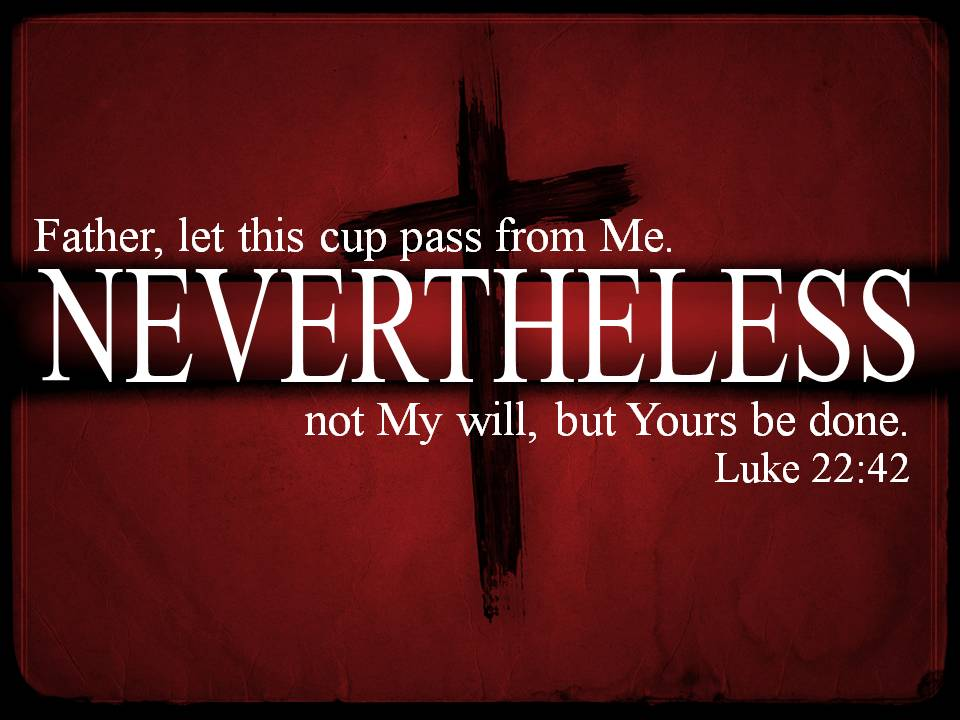 Father, let this cup pass from Me.
NEVERTHELESS
not My will, but Yours be done.
Luke 22:42